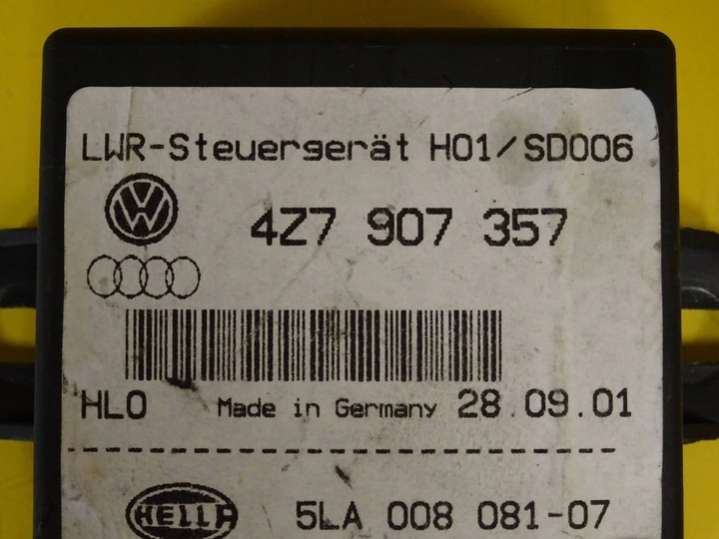 LWR-Steuergerät H01/SD006
4Z7 907 357
HLO Made in Germany 28.09.01
HELLA 5LA 008 081-07